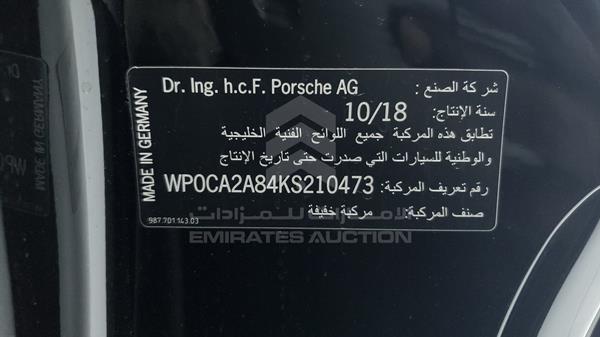 MADE IN GERMANY
Dr. Ing. h.c.F. Porsche AG شركة الصنع :
سنة الإنتاج: 10/18
تطابق هذه المركبة جميع اللوائح الفنية الخليجية
والوطنية للسيارات التي صدرت حتى تاريخ الإنتاج
رقم تعريف المركبة: WP0CA2A84KS210473
صنف المركبة: مركبة خفيفة
987.701.143.03
الإمارات للمزادات
EMIRATES AUCTION